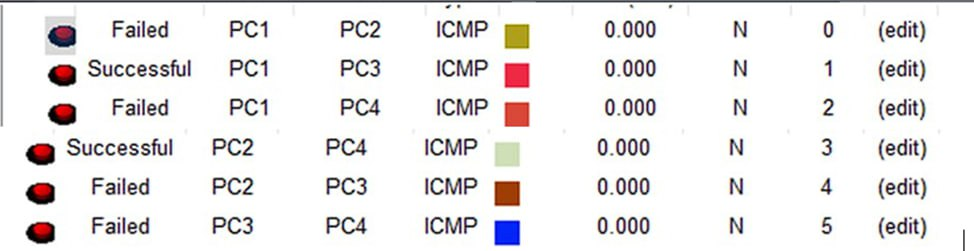 Failed PC1 PC2 ICMP 0.000 N 0 (edit)
Successful PC1 PC3 ICMP 0.000 N 1 (edit)
Failed PC1 PC4 ICMP 0.000 N 2 (edit)
Successful PC2 PC4 ICMP 0.000 N 3 (edit)
Failed PC2 PC3 ICMP 0.000 N 4 (edit)
Failed PC3 PC4 ICMP 0.000 N 5 (edit)